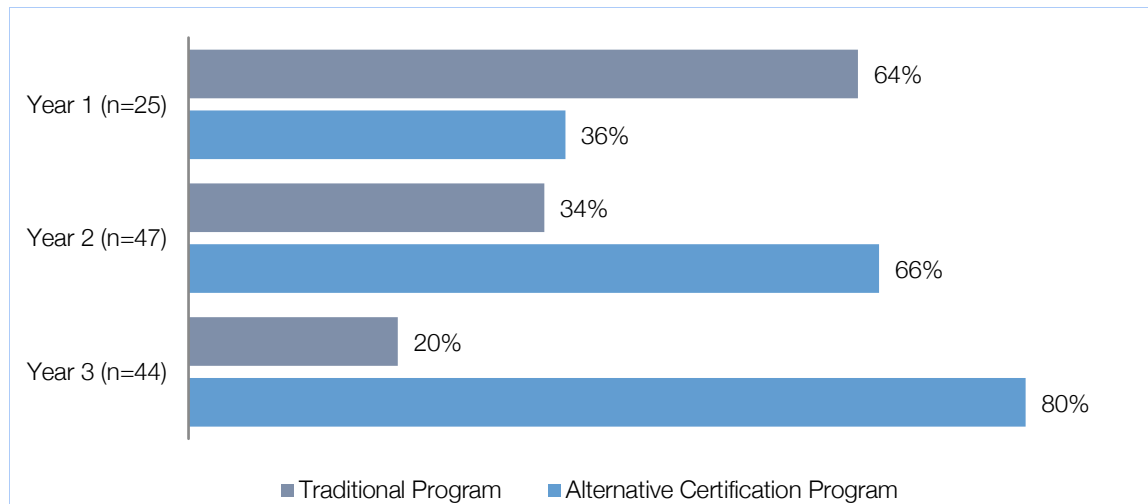 64%
Year 1 (n=25)
36%
34%
Year 2 (n=47)
66%
20%
Year 3 (n=44)
80%
Traditional Program Alternative Certification Program